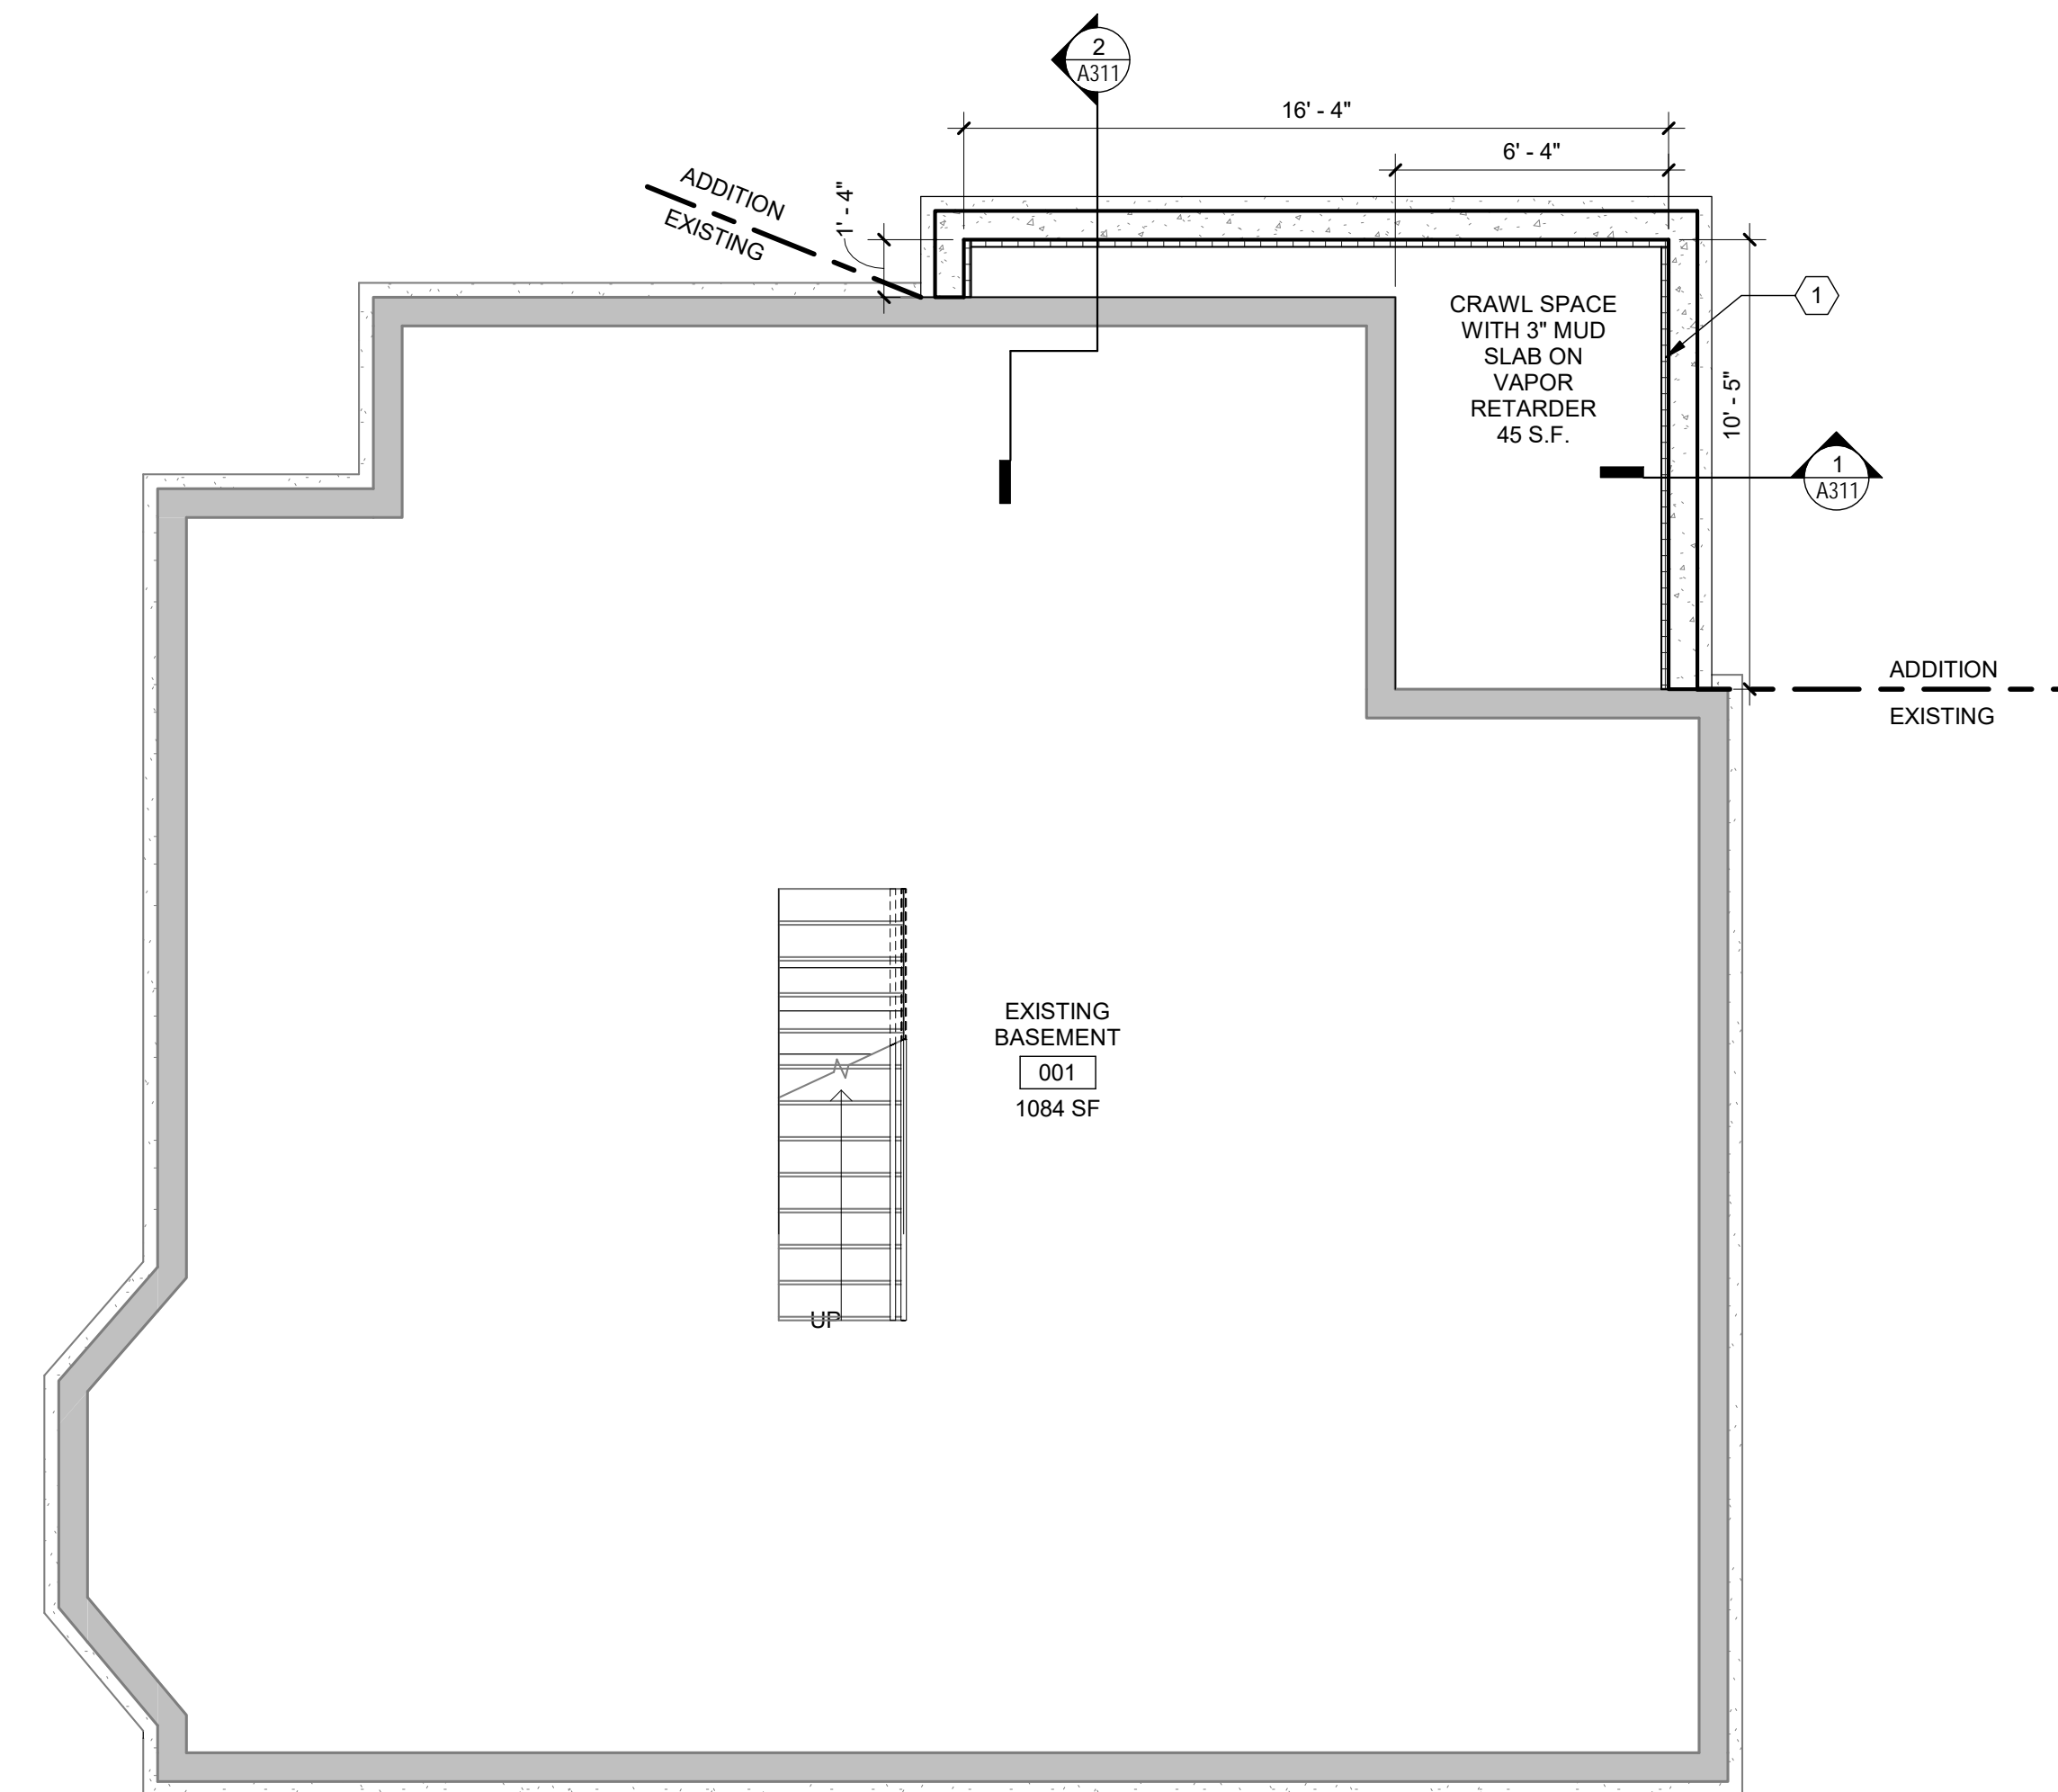 2
A311
16' - 4"
6' - 4"
ADDITION
EXISTING
1' - 4"
CRAWL SPACE
WITH 3" MUD
SLAB ON
VAPOR
RETARDER
45 S.F.
1
10' - 5"
1
A311
ADDITION
EXISTING
EXISTING
BASEMENT
001
1084 SF
UP